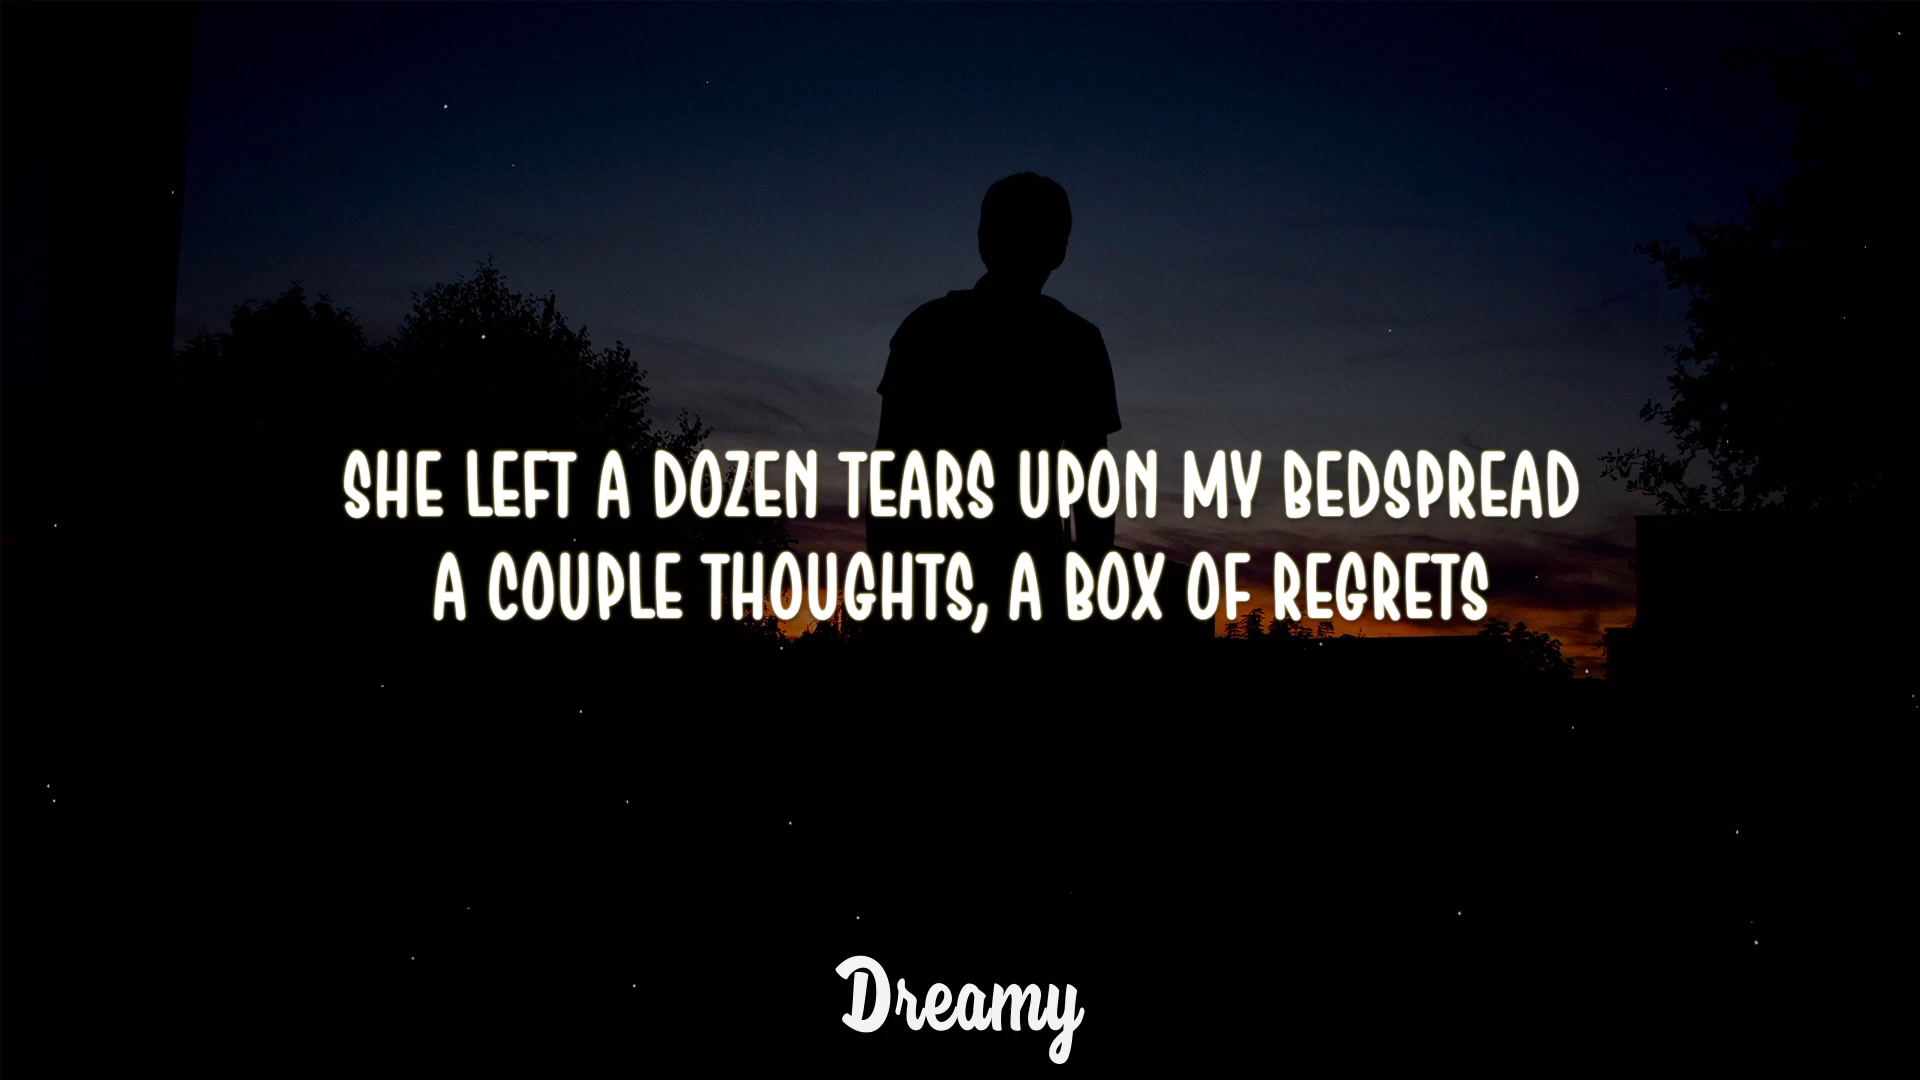 SHE LEFT A DOZEN TEARS UPON MY BEDSPREAD
A COUPLE THOUGHTS, A BOX OF REGRETS
Dreamy